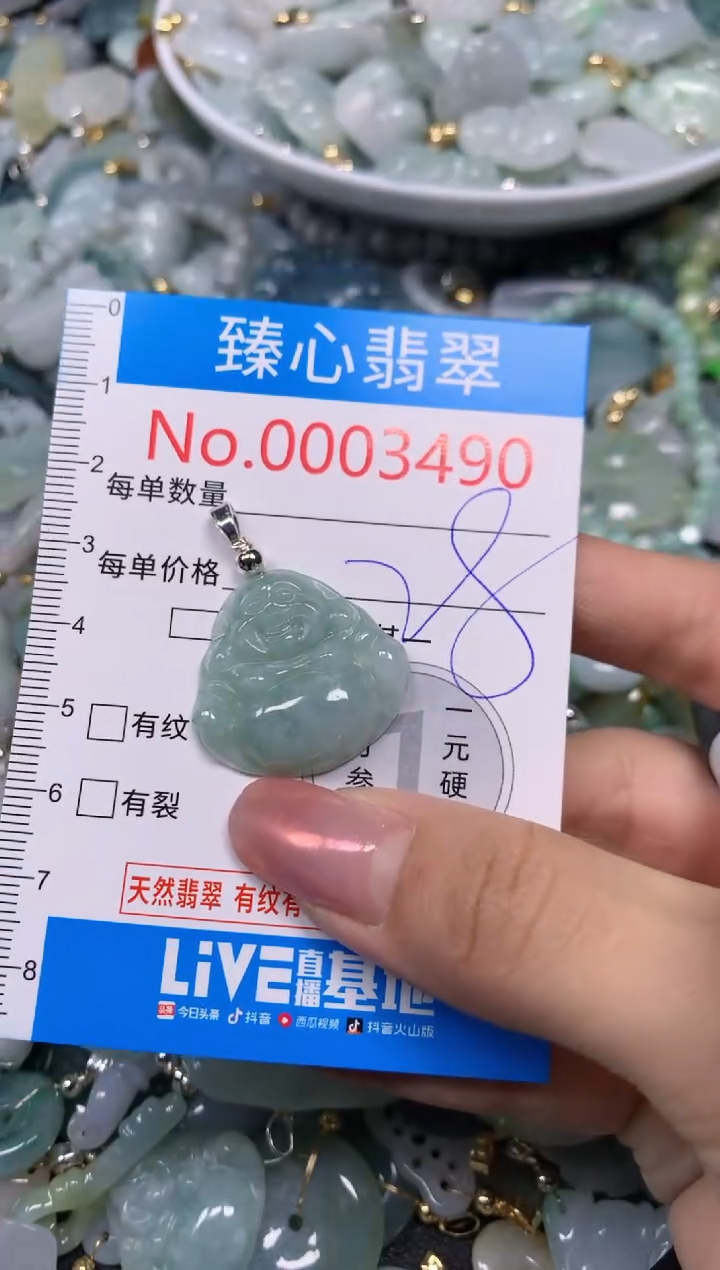 臻心翡翠
No.0003490
每单数量
每单价格
28
一
元
硬
参
1
有纹
有裂
天然翡翠 有纹有
LiVE直播基地
今日头条 抖音 西瓜视频 抖音火山版
0
1
2
3
4
5
6
7
8